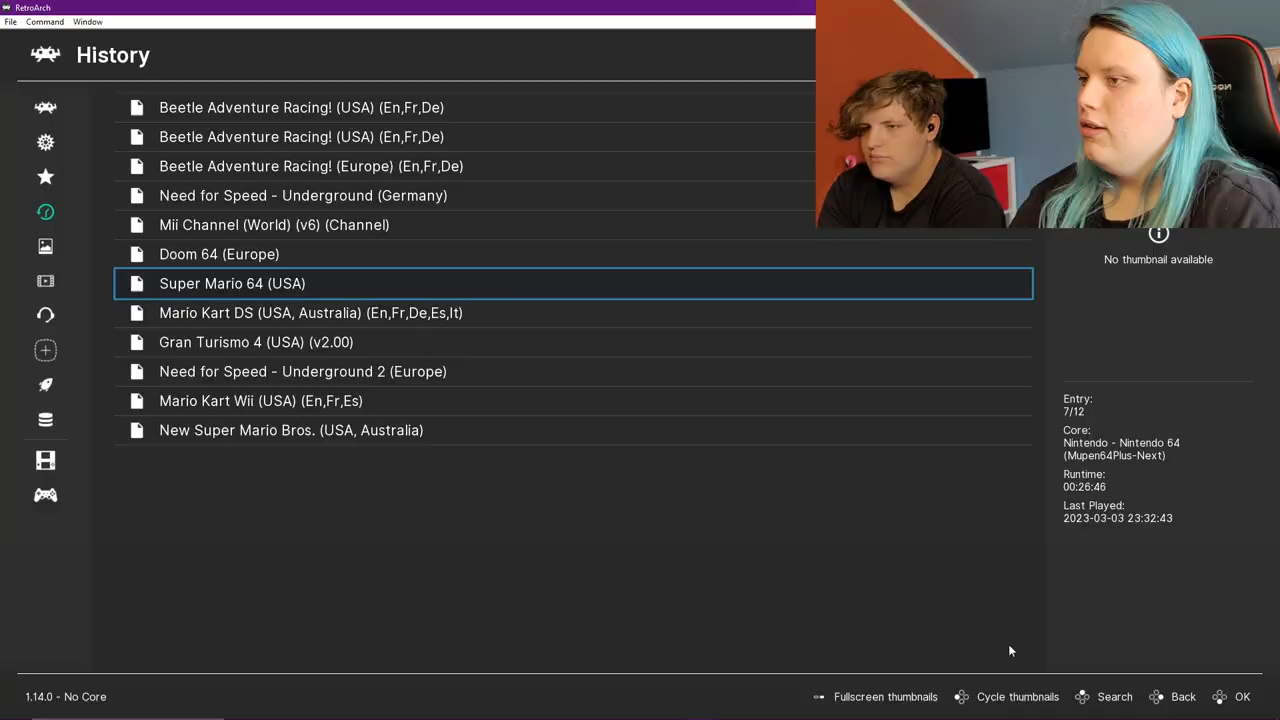 RetroArch
File Command Window
History
Beetle Adventure Racing! (USA) (En,Fr,De)
Beetle Adventure Racing! (USA) (En,Fr,De)
Beetle Adventure Racing! (Europe) (En,Fr,De)
Need for Speed - Underground (Germany)
Mii Channel (World) (v6) (Channel)
Doom 64 (Europe)
Super Mario 64 (USA)
Mario Kart DS (USA, Australia) (En,Fr,De,Es,It)
Gran Turismo 4 (USA) (v2.00)
Need for Speed - Underground 2 (Europe)
Mario Kart Wii (USA) (En,Fr,Es)
New Super Mario Bros. (USA, Australia)
No thumbnail available
Entry:
7/12
Core:
Nintendo - Nintendo 64
(Mupen64Plus-Next)
Runtime:
00:26:46
Last Played:
2023-03-03 23:32:43
1.14.0 - No Core
Fullscreen thumbnails Cycle thumbnails Search Back OK